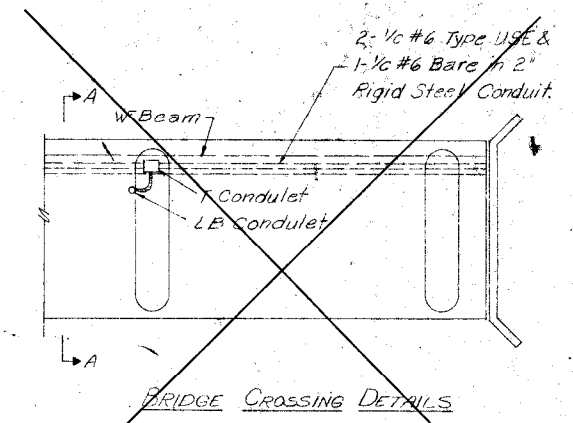 2-1/c #6 Type USE &
1-1/c #6 Bare in 2"
Rigid Steel Conduit.
A
W-Beam
T Condulet
LB Condulet
A
BRIDGE CROSSING DETAILS